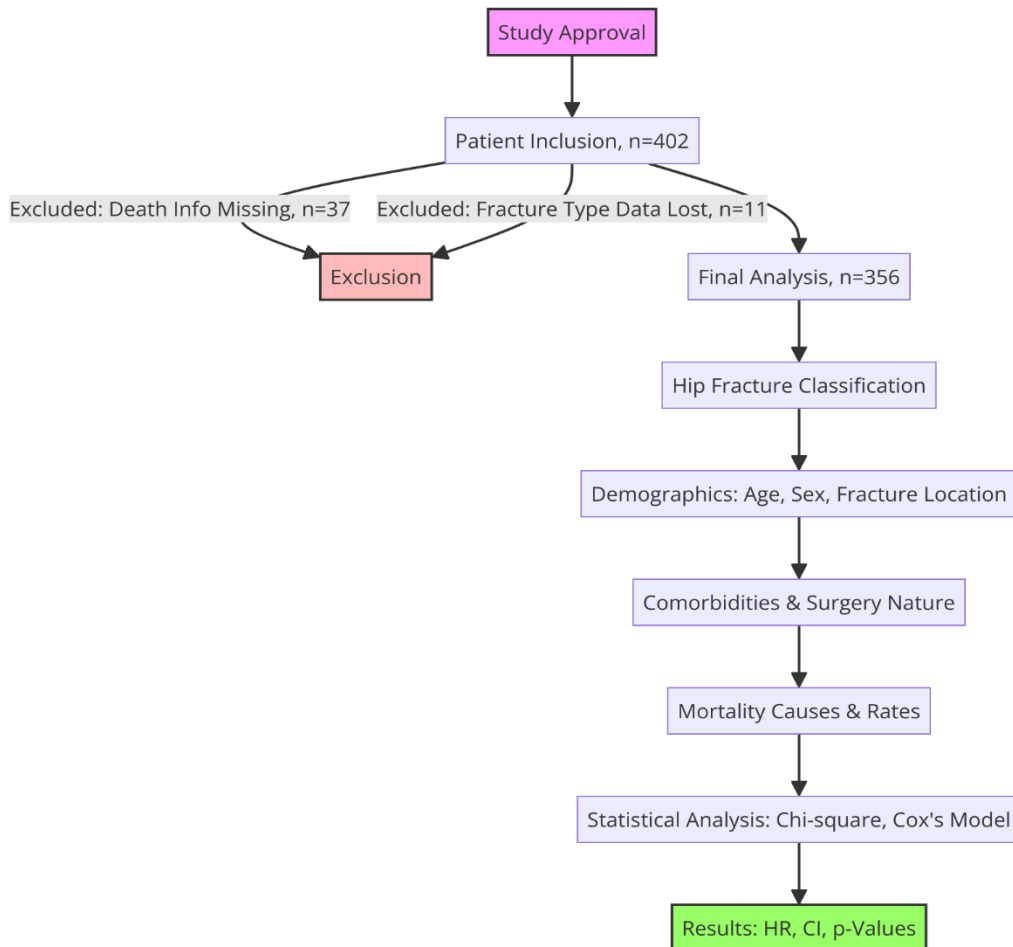 Study Approval
Patient Inclusion, n=402
Excluded: Death Info Missing, n=37
Excluded: Fracture Type Data Lost, n=11
Exclusion
Final Analysis, n=356
Hip Fracture Classification
Demographics: Age, Sex, Fracture Location
Comorbidities & Surgery Nature
Mortality Causes & Rates
Statistical Analysis: Chi-square, Cox's Model
Results: HR, CI, p-Values